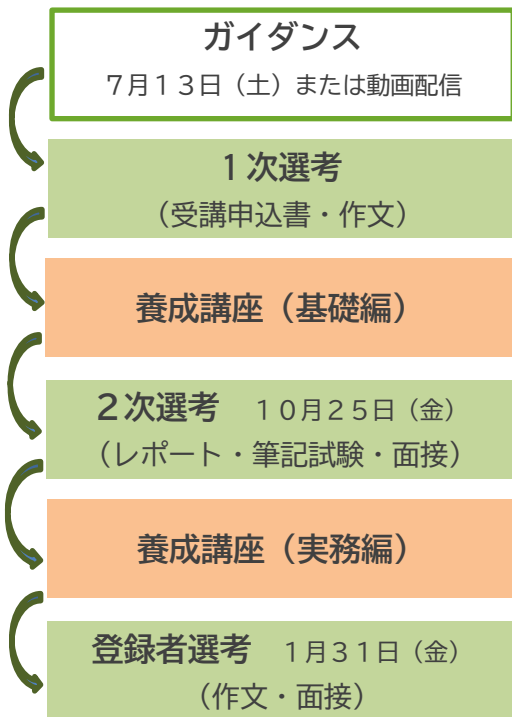 ガイダンス
７月１３日（土）または動画配信
１次選考
（受講申込書・作文）
養成講座（基礎編）
２次選考　１０月２５日（金）
（レポート・筆記試験・面接）
養成講座（実務編）
登録者選考　１月３１日（金）
（作文・面接）